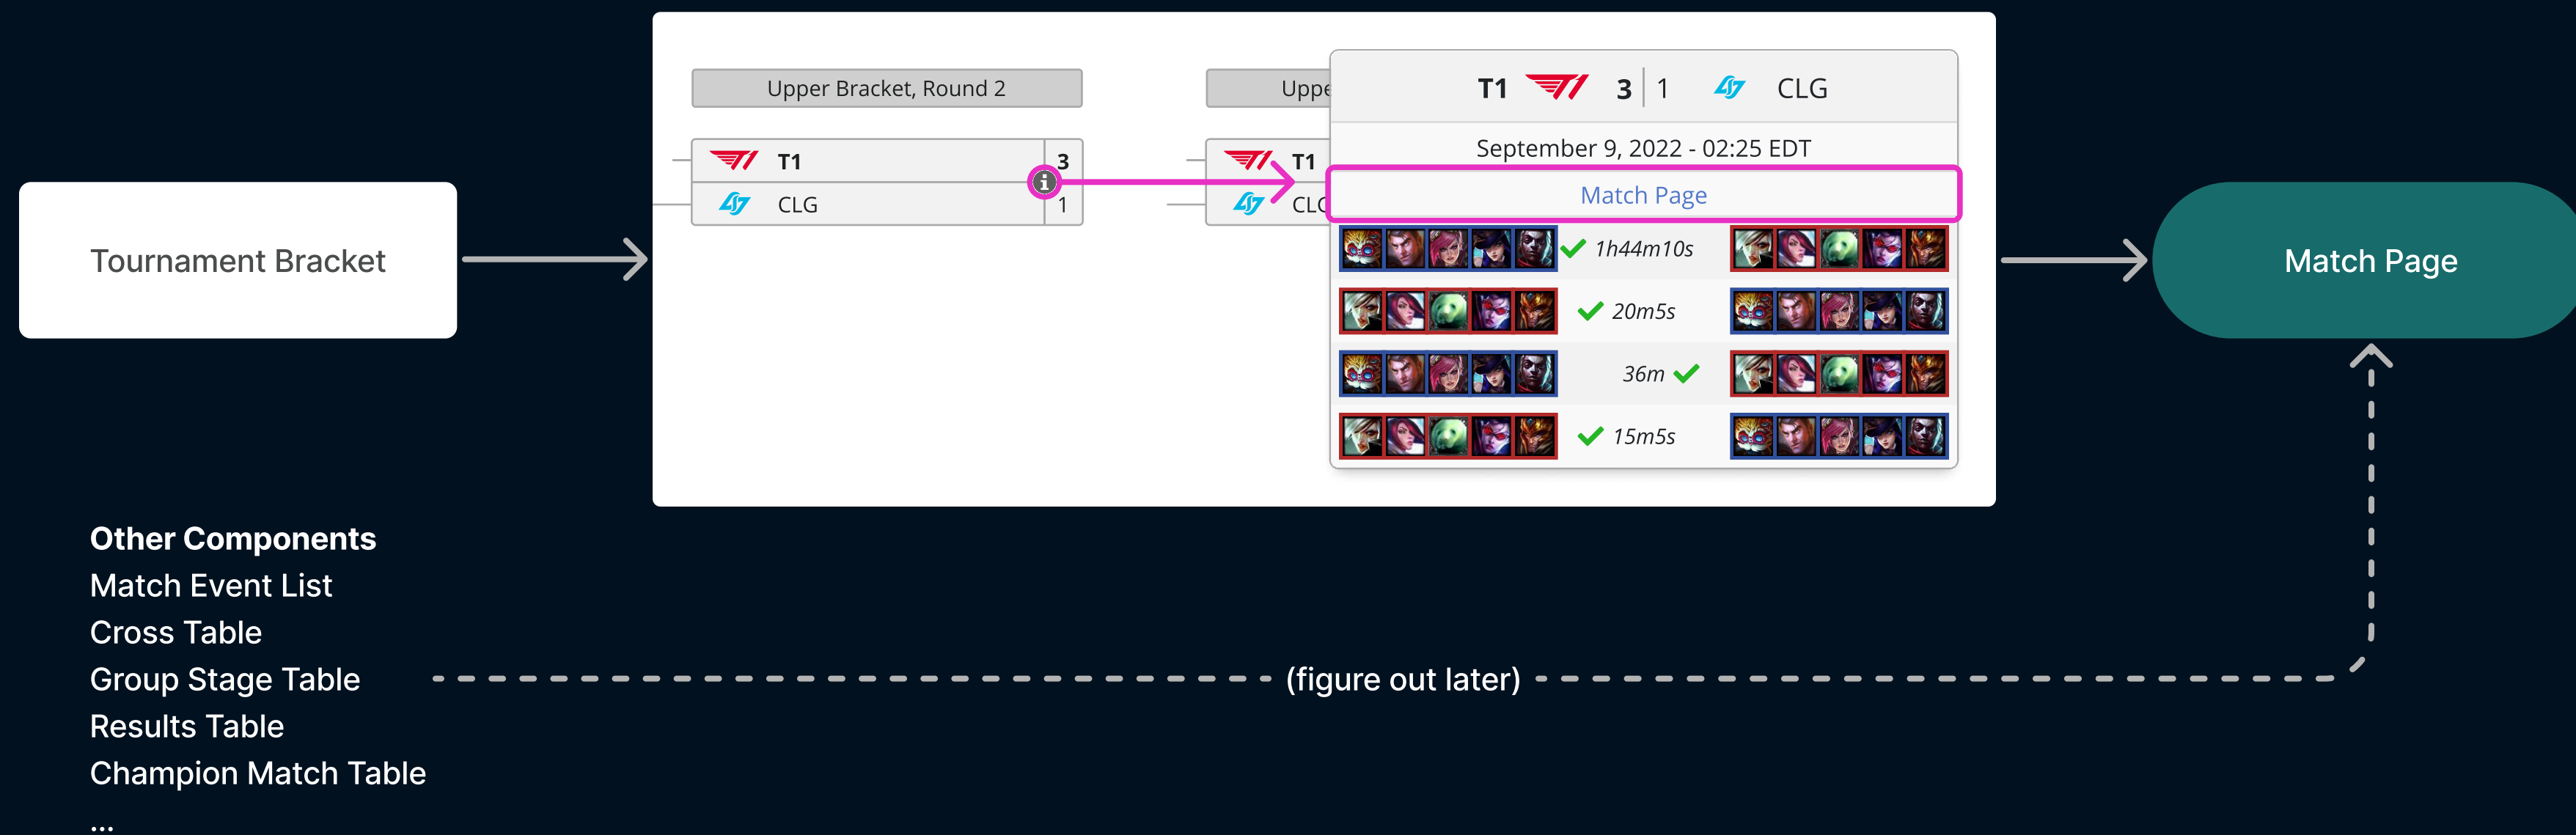 Tournament Bracket
Upper Bracket, Round 2
T1
3
CLG
1
Uppe
T1
CLC
T1 3 1 CLG
September 9, 2022 - 02:25 EDT
Match Page
1h44m10s
20m5s
36m
15m5s
Match Page
Other Components
Match Event List
Cross Table
Group Stage Table
(figure out later)
Results Table
Champion Match Table
...